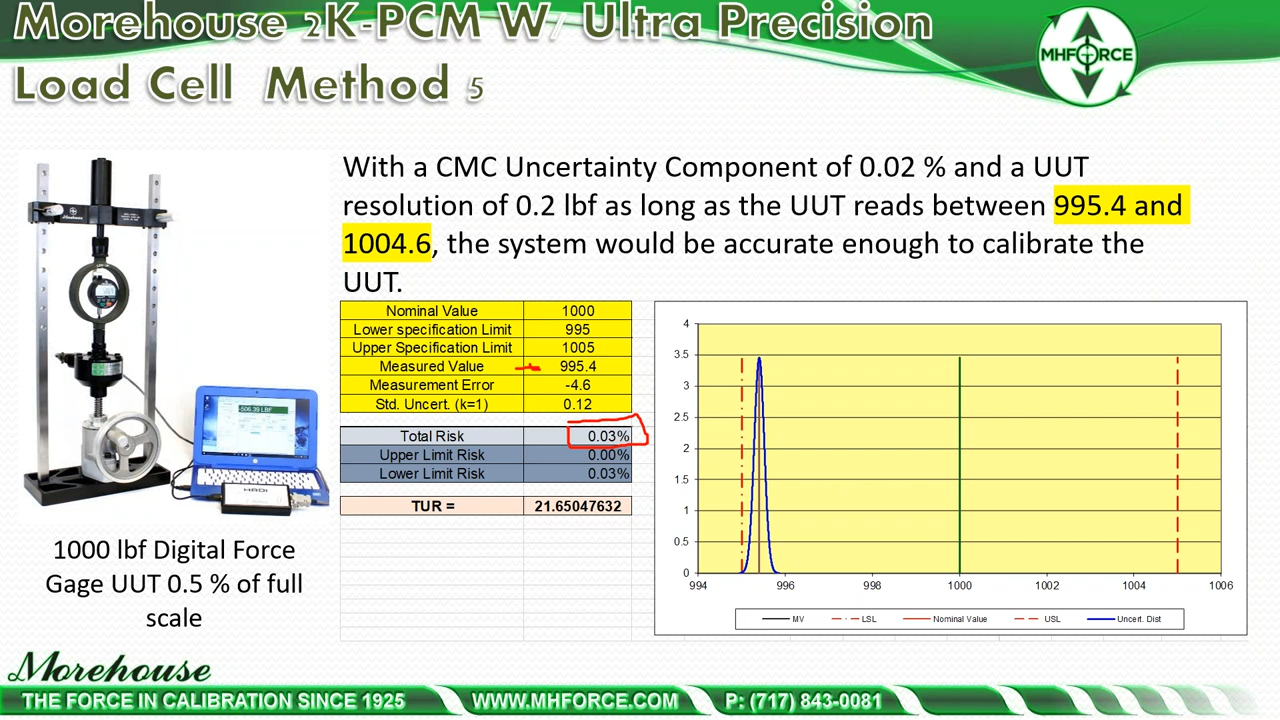 Morehouse 2K-PCM W/ Ultra Precision
Load Cell Method 5
MHFORCE
With a CMC Uncertainty Component of 0.02 % and a UUT
resolution of 0.2 lbf as long as the UUT reads between 995.4 and
1004.6, the system would be accurate enough to calibrate the
UUT.
Nominal Value 1000
Lower specification Limit 995
Upper Specification Limit 1005
Measured Value 995.4
Measurement Error -4.6
Std. Uncert. (k=1) 0.12
Total Risk 0.03%
Upper Limit Risk 0.00%
Lower Limit Risk 0.03%
TUR = 21.65047632
4
3.5
3
2.5
2
1.5
1
0.5
0
994 996 998 1000 1002 1004 1006
MV LSL Nominal Value USL Uncert. Dist
-506.39 LBF
HADI
1000 lbf Digital Force
Gage UUT 0.5 % of full
scale
Morehouse
THE FORCE IN CALIBRATION SINCE 1925 WWW.MHFORCE.COM P: (717) 843-0081